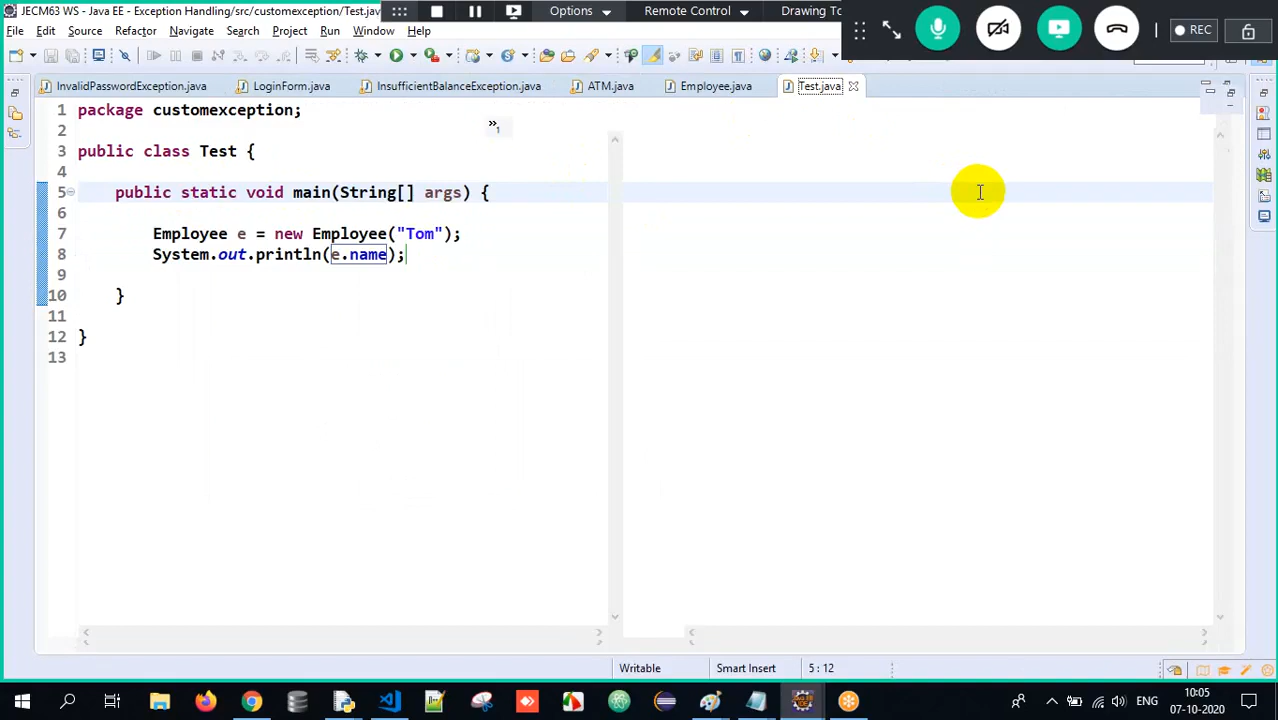 JECM63 WS - Java EE - Exception Handling/src/customexception/Test.jav
Options
Remote Control
Drawing To
REC
File Edit Source Refactor Navigate Search Project Run Window Help
InvalidPasswordException.java LoginForm.java InsufficientBalanceException.java ATM.java Employee.java Test.java
1 package customexception;
2
3 public class Test {
4
5 public static void main(String[] args) {
6
7 Employee e = new Employee("Tom");
8 System.out.println(e.name);
9
10 }
11
12 }
13
»1
Writable Smart Insert 5 : 12
ENG
10:05
07-10-2020